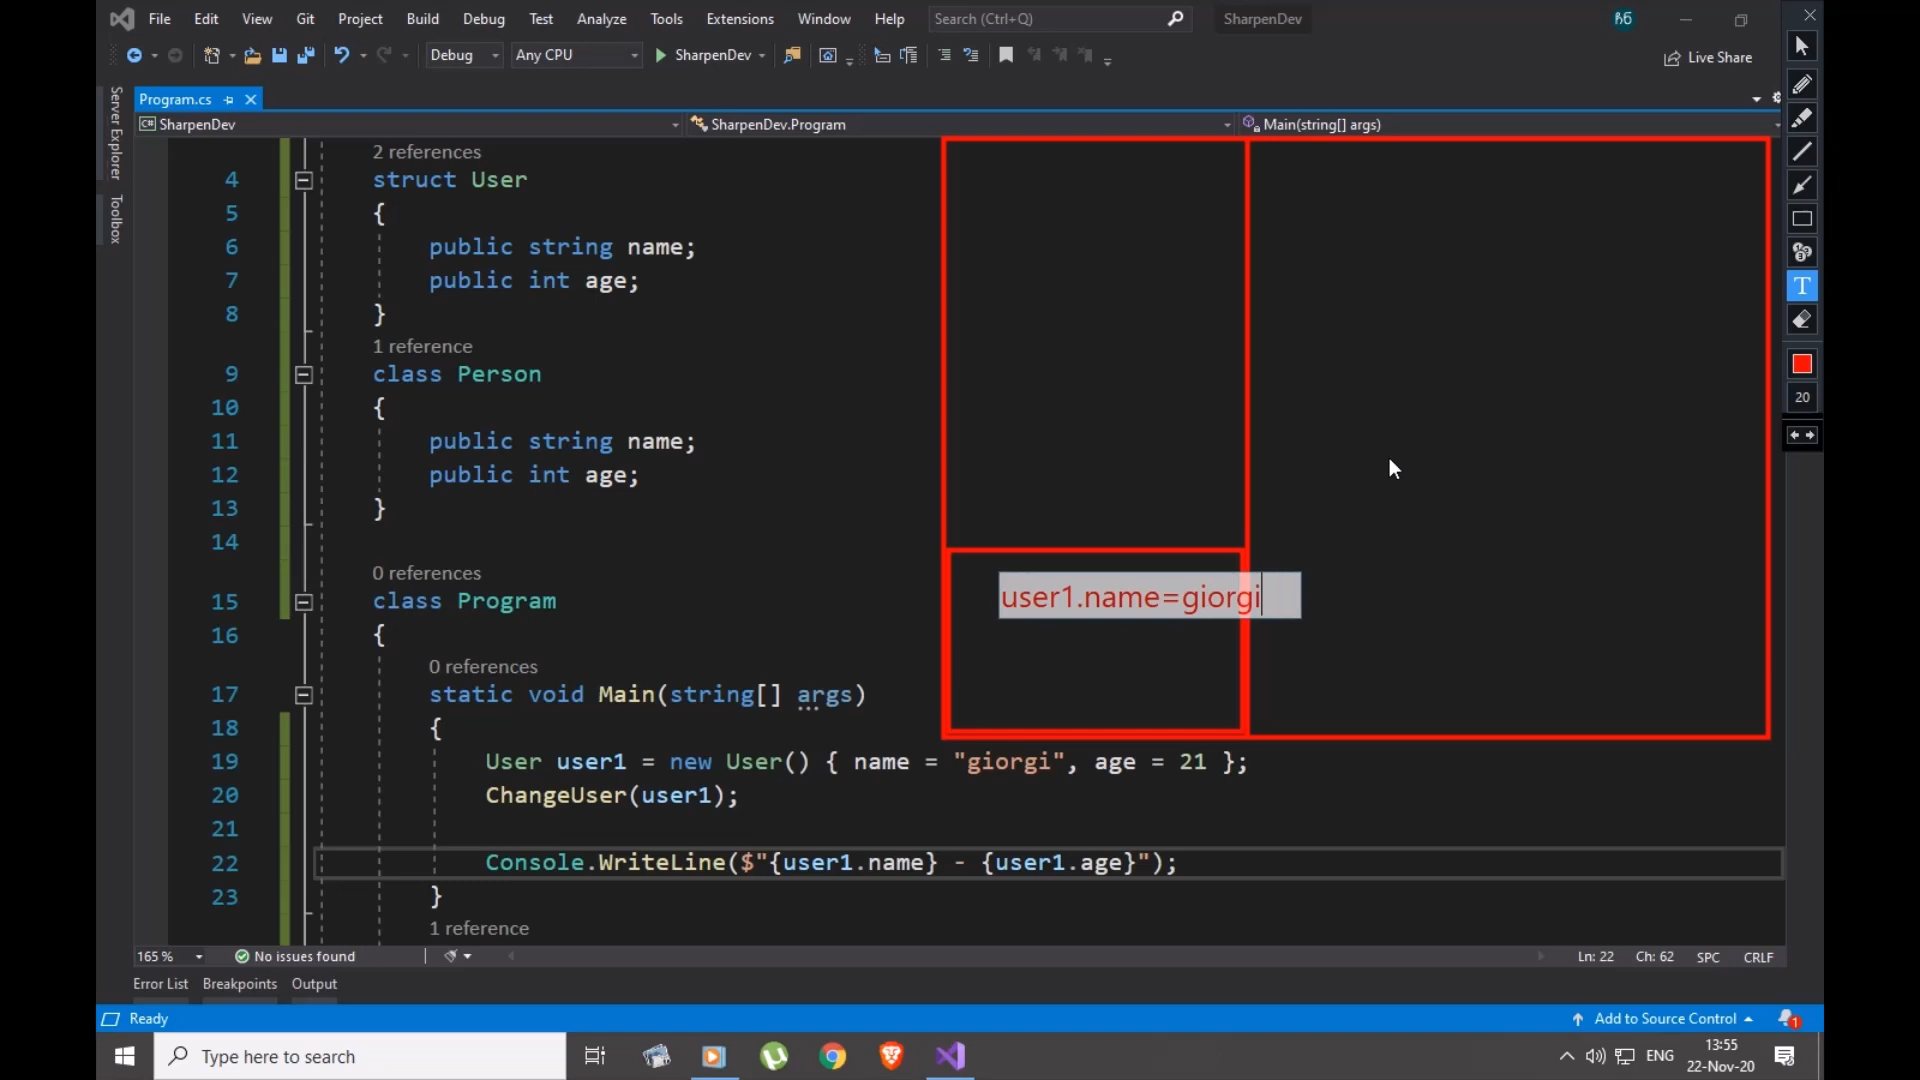 File Edit View Git Project Build Debug Test Analyze Tools Extensions Window Help Search (Ctrl+Q) SharpenDev
Debug Any CPU SharpenDev Live Share
Server Explorer
Toolbox
Program.cs
C# SharpenDev SharpenDev.Program Main(string[] args)
2 references
4 struct User
5 {
6 public string name;
7 public int age;
8 }
1 reference
9 class Person
10 {
11 public string name;
12 public int age;
13 }
14
0 references
15 class Program
16 {
0 references
17 static void Main(string[] args)
18 {
19 User user1 = new User() { name = "giorgi", age = 21 };
20 ChangeUser(user1);
21
22 Console.WriteLine($"{user1.name} - {user1.age}");
23 }
1 reference
user1.name=giorgi
T
20
165 % No issues found Ln: 22 Ch: 62 SPC CRLF
Error List Breakpoints Output
Ready Add to Source Control 1
Type here to search ENG 13:55
22-Nov-20